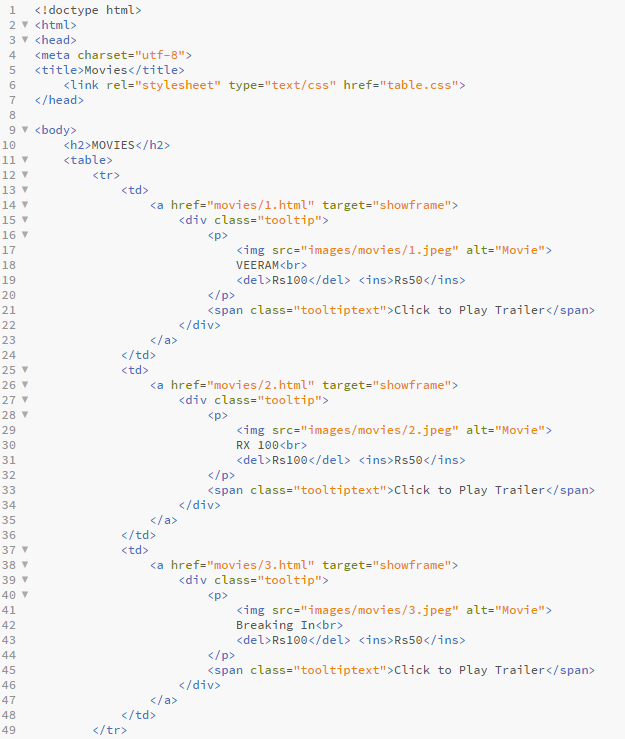 1 <!doctype html>
2 ▼ <html>
3 ▼ <head>
4 <meta charset="utf-8">
5 <title>Movies</title>
6 <link rel="stylesheet" type="text/css" href="table.css">
7 </head>
8
9 ▼ <body>
10 <h2>MOVIES</h2>
11 ▼ <table>
12 ▼ <tr>
13 ▼ <td>
14 ▼ <a href="movies/1.html" target="showframe">
15 ▼ <div class="tooltip">
16 ▼ <p>
17 <img src="images/movies/1.jpeg" alt="Movie">
18 VEERAM<br>
19 <del>Rs100</del> <ins>Rs50</ins>
20 </p>
21 <span class="tooltiptext">Click to Play Trailer</span>
22 </div>
23 </a>
24 </td>
25 ▼ <td>
26 ▼ <a href="movies/2.html" target="showframe">
27 ▼ <div class="tooltip">
28 ▼ <p>
29 <img src="images/movies/2.jpeg" alt="Movie">
30 RX 100<br>
31 <del>Rs100</del> <ins>Rs50</ins>
32 </p>
33 <span class="tooltiptext">Click to Play Trailer</span>
34 </div>
35 </a>
36 </td>
37 ▼ <td>
38 ▼ <a href="movies/3.html" target="showframe">
39 ▼ <div class="tooltip">
40 ▼ <p>
41 <img src="images/movies/3.jpeg" alt="Movie">
42 Breaking In<br>
43 <del>Rs100</del> <ins>Rs50</ins>
44 </p>
45 <span class="tooltiptext">Click to Play Trailer</span>
46 </div>
47 </a>
48 </td>
49 </tr>